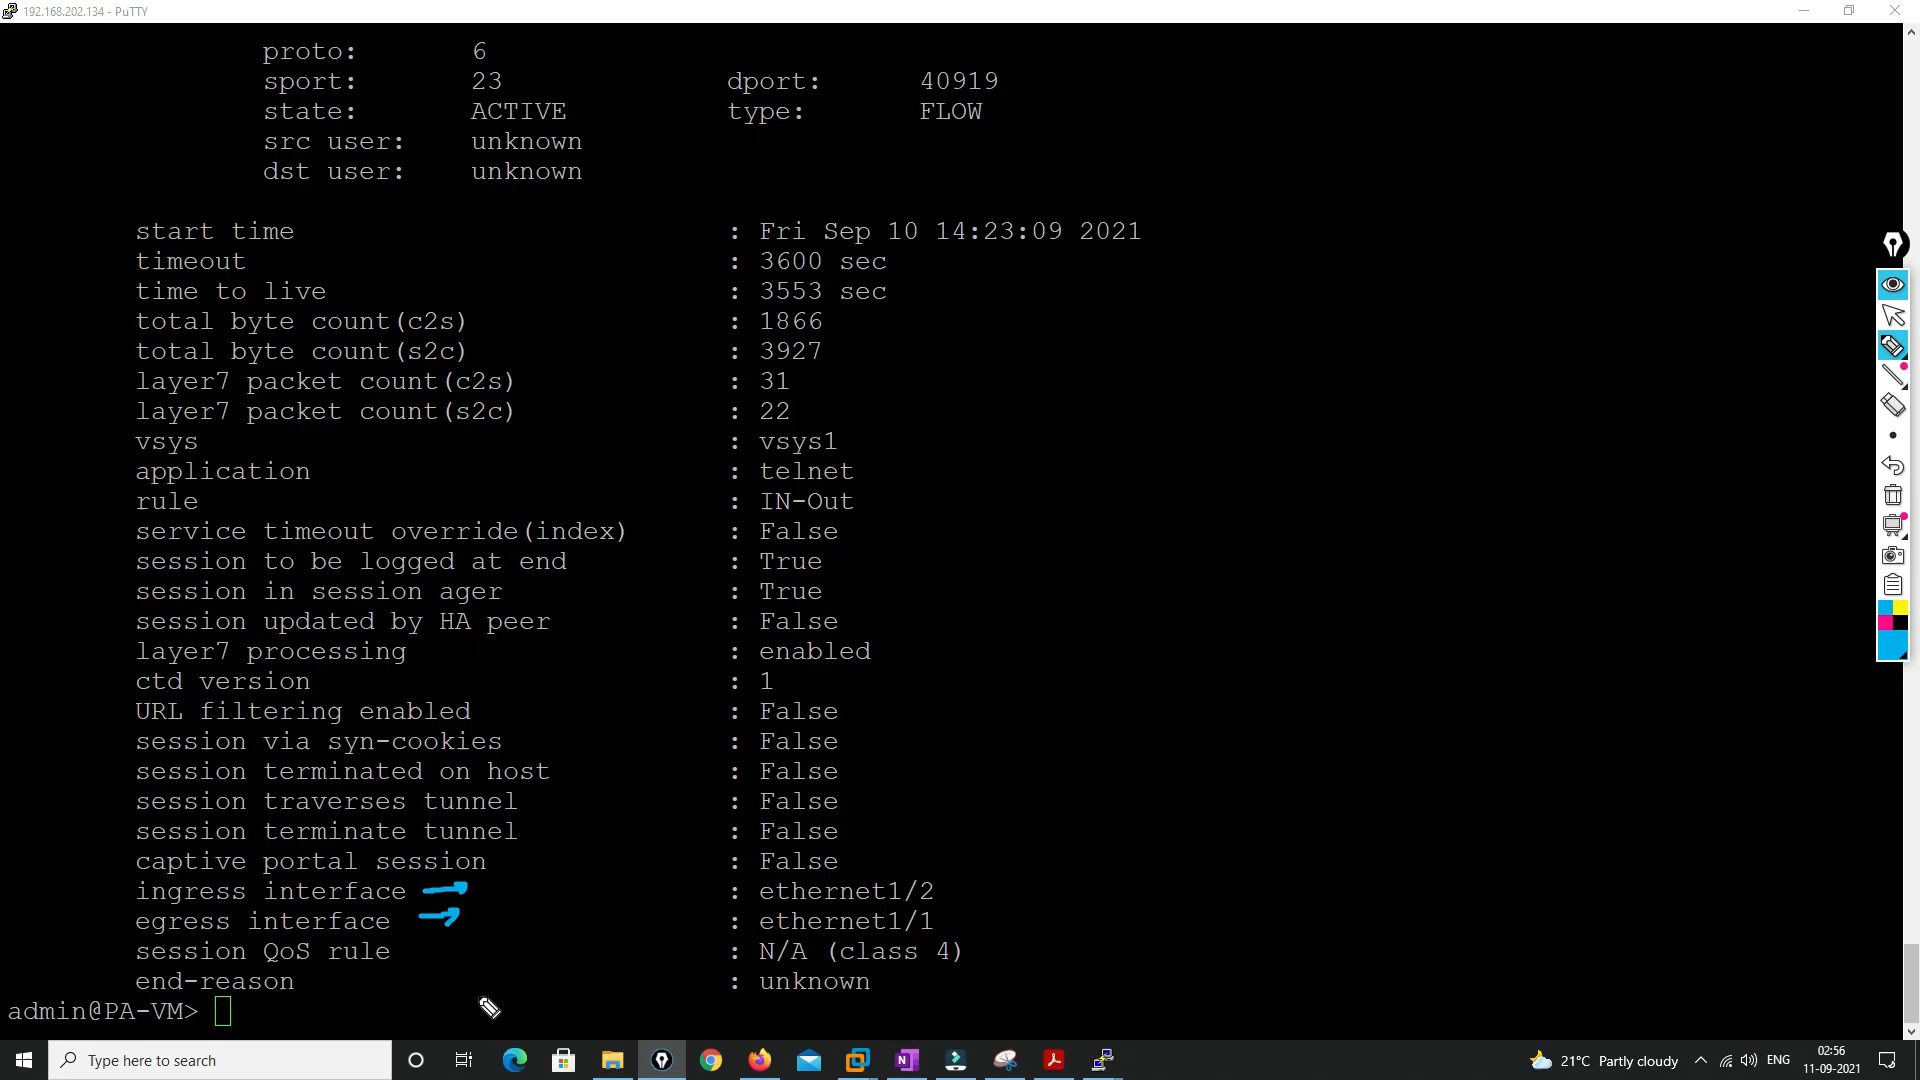 192.168.202.134 - PuTTY
proto: 6
sport: 23 dport: 40919
state: ACTIVE type: FLOW
src user: unknown
dst user: unknown
start time : Fri Sep 10 14:23:09 2021
timeout : 3600 sec
time to live : 3553 sec
total byte count(c2s) : 1866
total byte count(s2c) : 3927
layer7 packet count(c2s) : 31
layer7 packet count(s2c) : 22
vsys : vsys1
application : telnet
rule : IN-Out
service timeout override(index) : False
session to be logged at end : True
session in session ager : True
session updated by HA peer : False
layer7 processing : enabled
ctd version : 1
URL filtering enabled : False
session via syn-cookies : False
session terminated on host : False
session traverses tunnel : False
session terminate tunnel : False
captive portal session : False
ingress interface : ethernet1/2
egress interface : ethernet1/1
session QoS rule : N/A (class 4)
end-reason : unknown
admin@PA-VM>
Type here to search
21°C Partly cloudy
ENG
02:56
11-09-2021